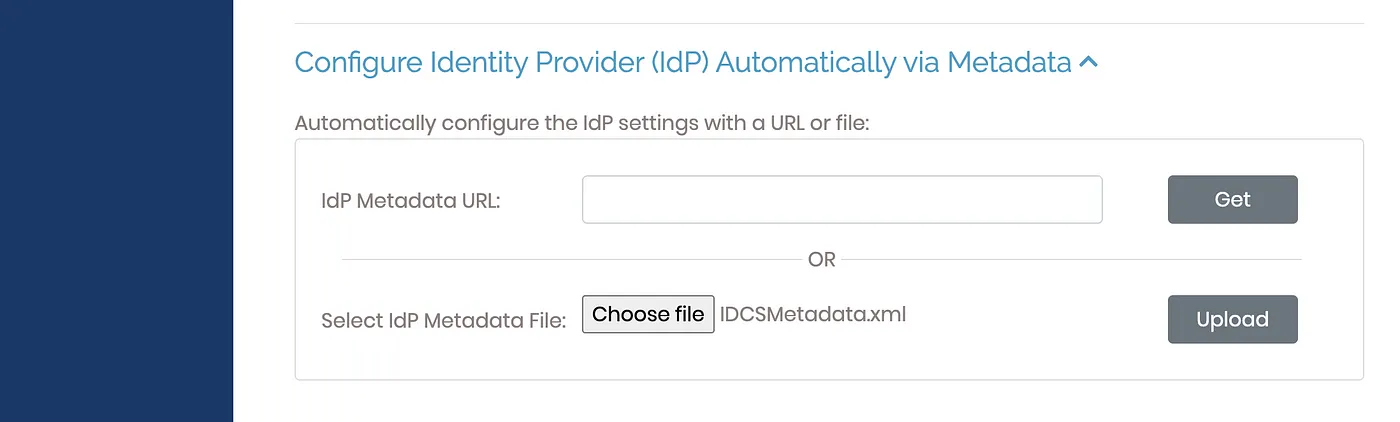 Configure Identity Provider (IdP) Automatically via Metadata
Automatically configure the IdP settings with a URL or file:
IdP Metadata URL:
Get
OR
Select IdP Metadata File:
Choose file IDCSMetadata.xml
Upload